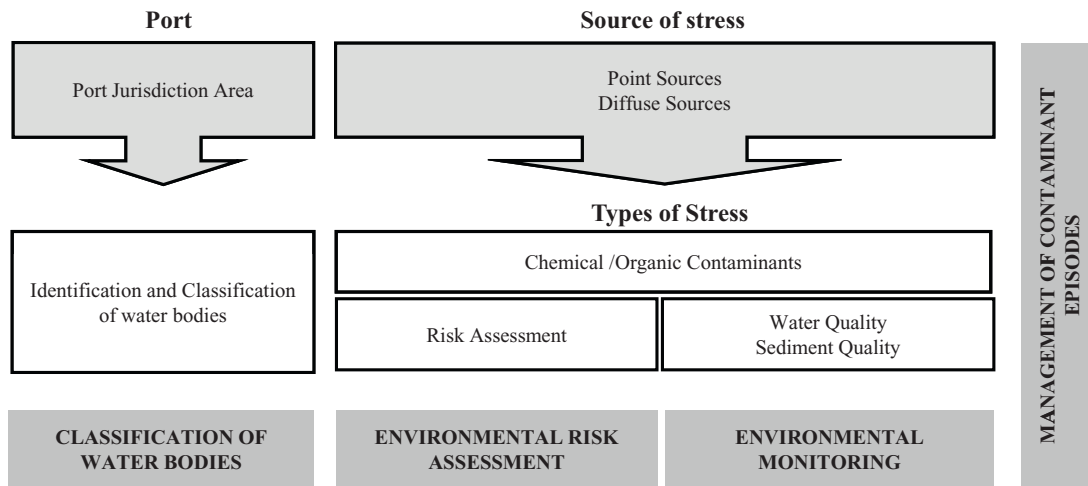 Port
Port Jurisdiction Area
Identification and Classification
of water bodies
CLASSIFICATION OF
WATER BODIES
Source of stress
Point Sources
Diffuse Sources
Types of Stress
Chemical /Organic Contaminants
Risk Assessment
Water Quality
Sediment Quality
ENVIRONMENTAL RISK
ASSESSMENT
ENVIRONMENTAL
MONITORING
MANAGEMENT OF CONTAMINANT
EPISODES